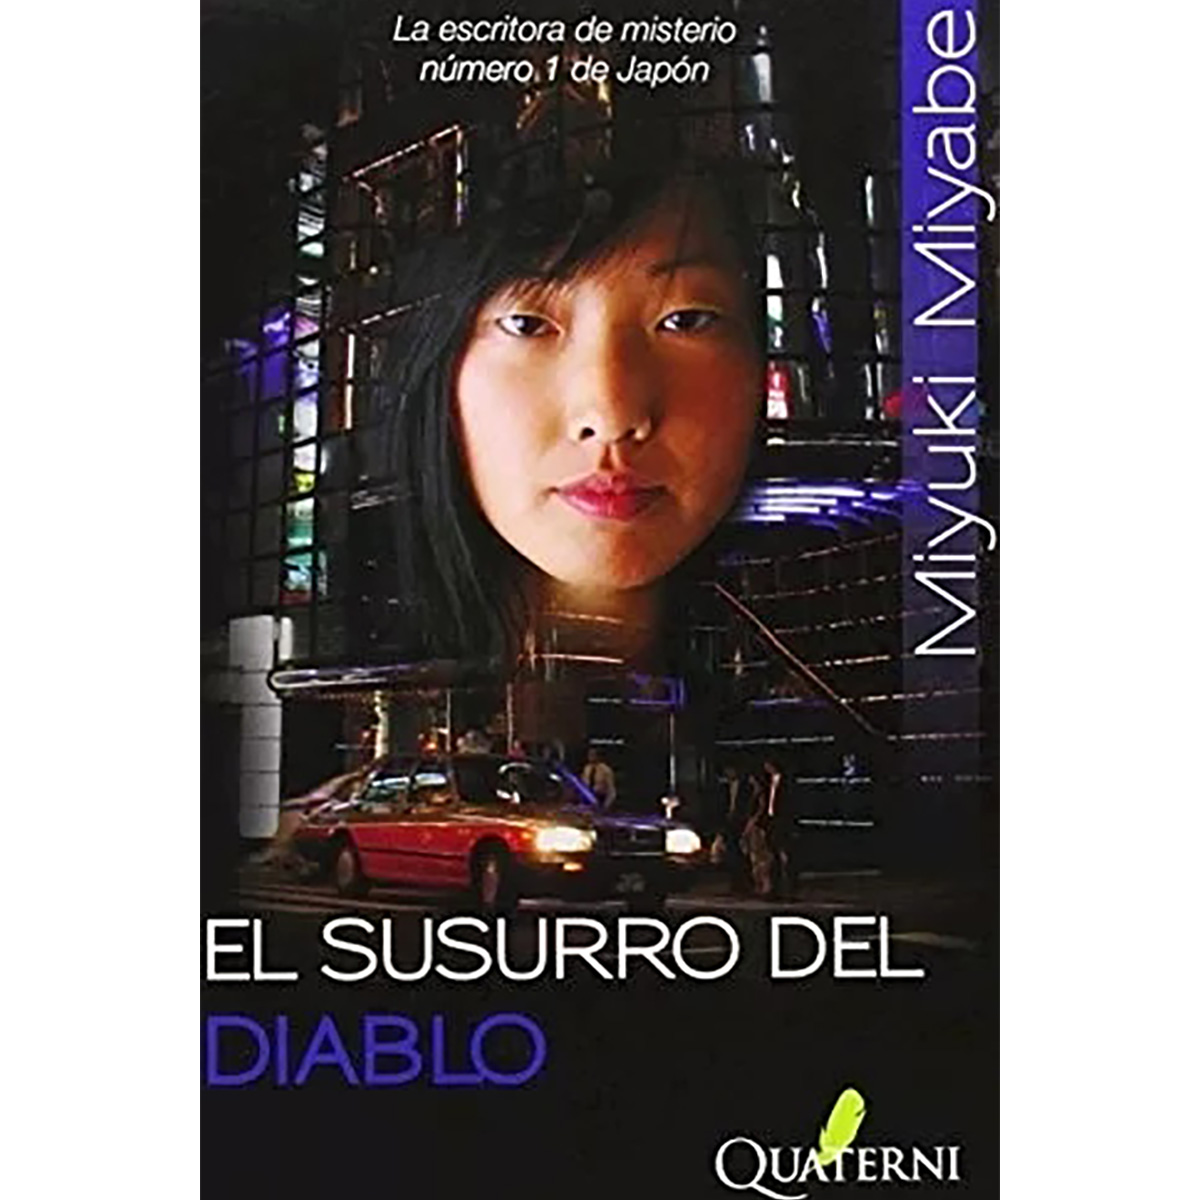 La escritora de misterio
número 1 de Japón
Miyuki Miyabe
EL SUSURRO DEL
DIABLO
QUATERNI